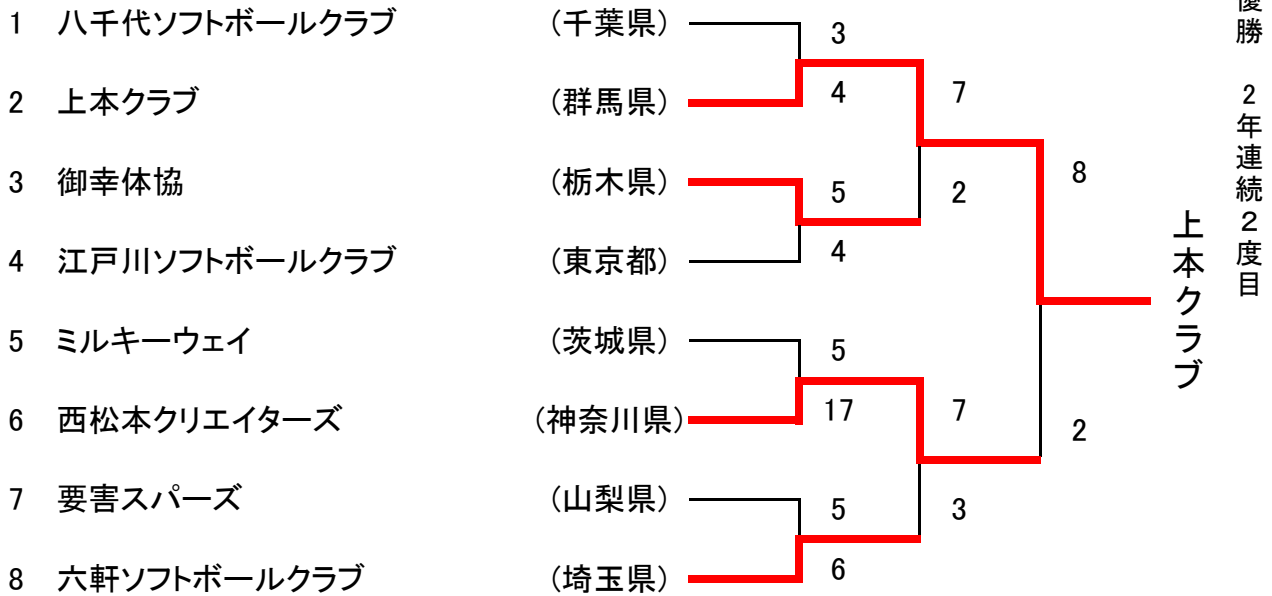 1 八千代ソフトボールクラブ (千葉県)
2 上本クラブ (群馬県)
3 御幸体協 (栃木県)
4 江戸川ソフトボールクラブ (東京都)
5 ミルキーウェイ (茨城県)
6 西松本クリエイターズ (神奈川県)
7 要害スパーズ (山梨県)
8 六軒ソフトボールクラブ (埼玉県)
3
4
5
4
5
17
5
6
7
2
7
3
8
2
上本クラブ
優勝 2年連続2度目